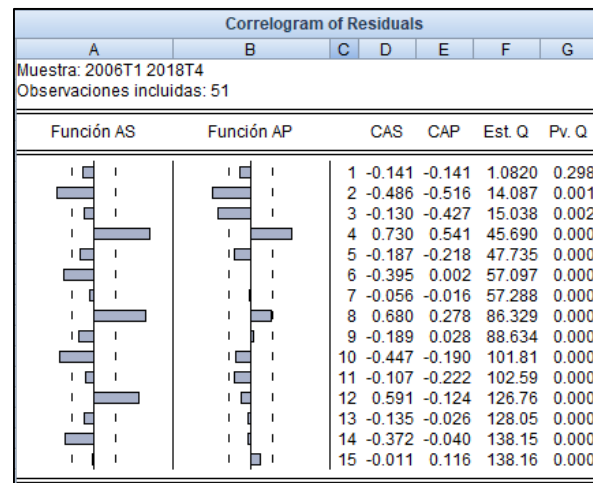 Correlogram of Residuals
A B C D E F G
Muestra: 2006T1 2018T4
Observaciones incluidas: 51
Función AS Función AP CAS CAP Est. Q Pv. Q
1 -0.141 -0.141 1.0820 0.298
2 -0.486 -0.516 14.087 0.001
3 -0.130 -0.427 15.038 0.002
4 0.730 0.541 45.690 0.000
5 -0.187 -0.218 47.735 0.000
6 -0.395 0.002 57.097 0.000
7 -0.056 -0.016 57.288 0.000
8 0.680 0.278 86.329 0.000
9 -0.189 0.028 88.634 0.000
10 -0.447 -0.190 101.81 0.000
11 -0.107 -0.222 102.59 0.000
12 0.591 -0.124 126.76 0.000
13 -0.135 -0.026 128.05 0.000
14 -0.372 -0.040 138.15 0.000
15 -0.011 0.116 138.16 0.000